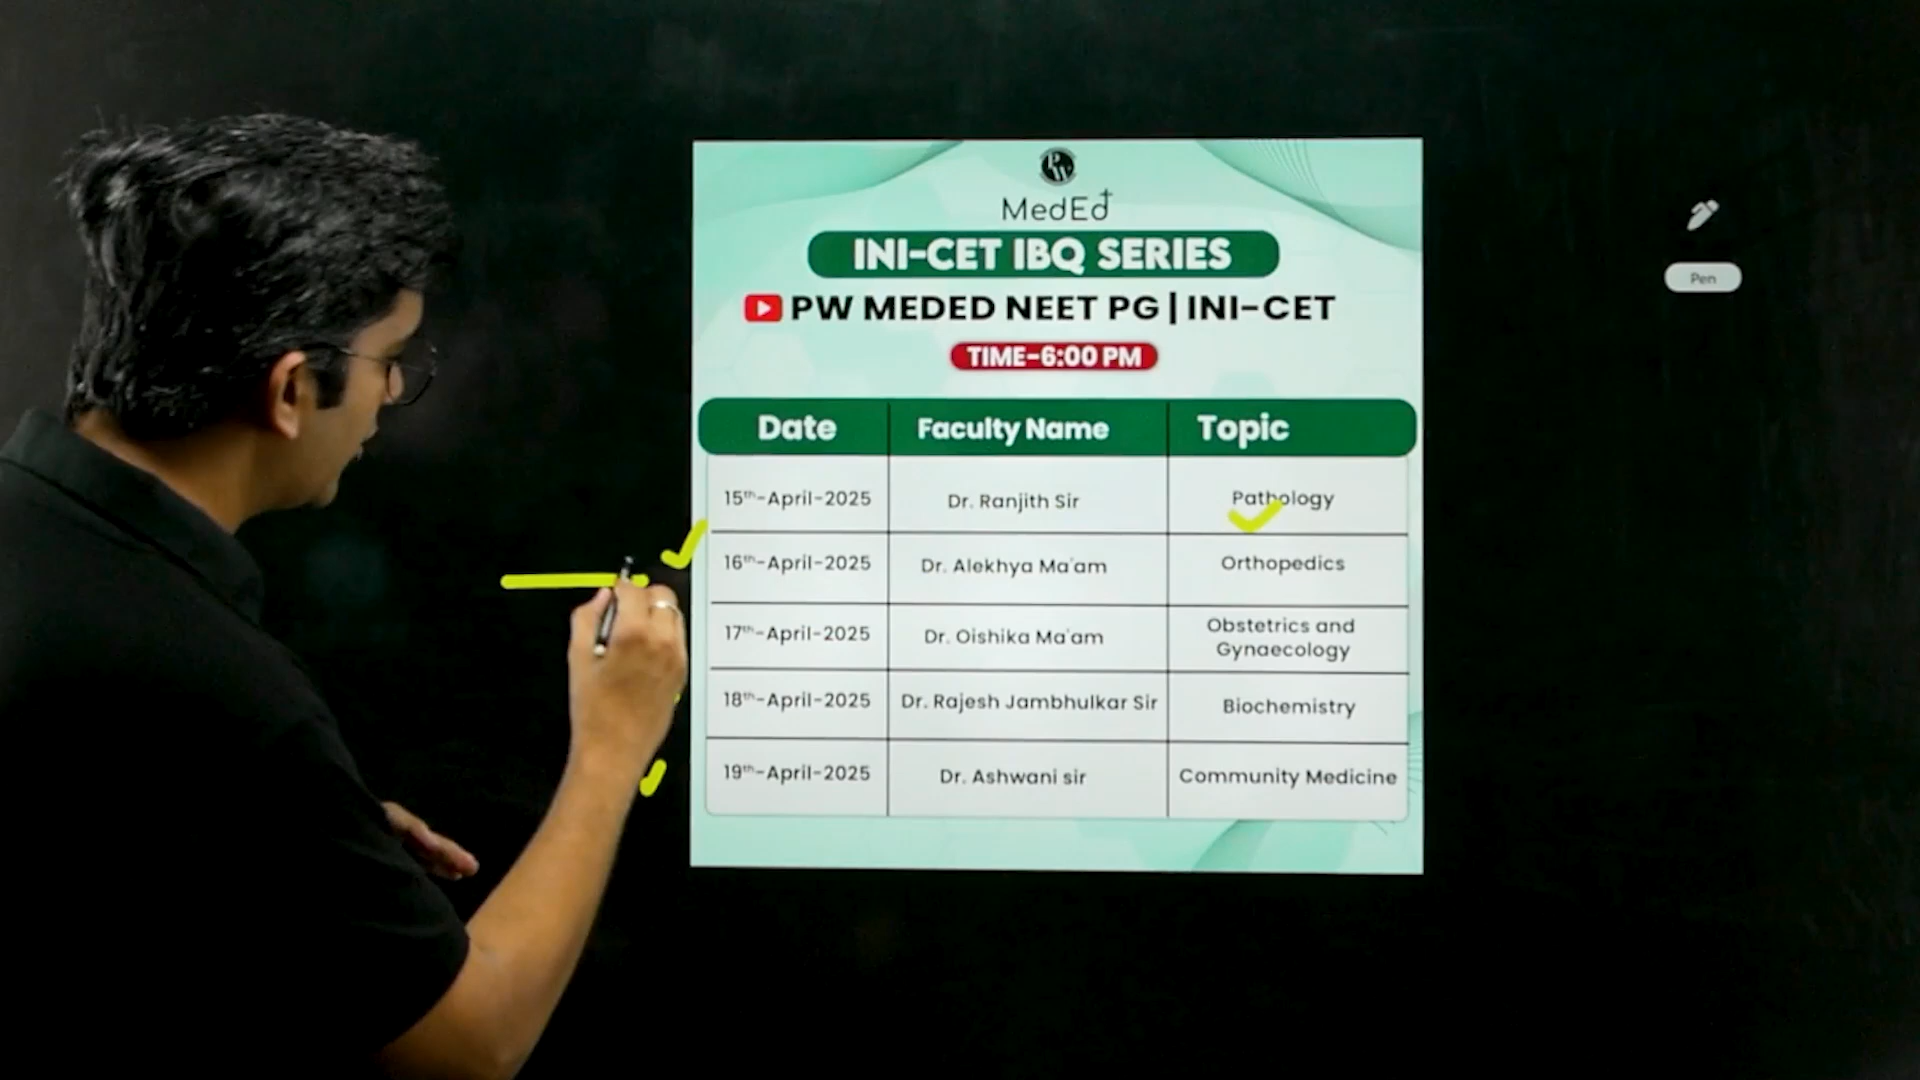 PW
MedEd
INI-CET IBQ SERIES
PW MEDED NEET PG | INI-CET
TIME-6:00 PM
Date Faculty Name Topic
15th-April-2025 Dr. Ranjith Sir Pathology
16th-April-2025 Dr. Alekhya Ma'am Orthopedics
17th-April-2025 Dr. Oishika Ma'am Obstetrics and
Gynaecology
18th-April-2025 Dr. Rajesh Jambhulkar Sir Biochemistry
19th-April-2025 Dr. Ashwani sir Community Medicine
Pen